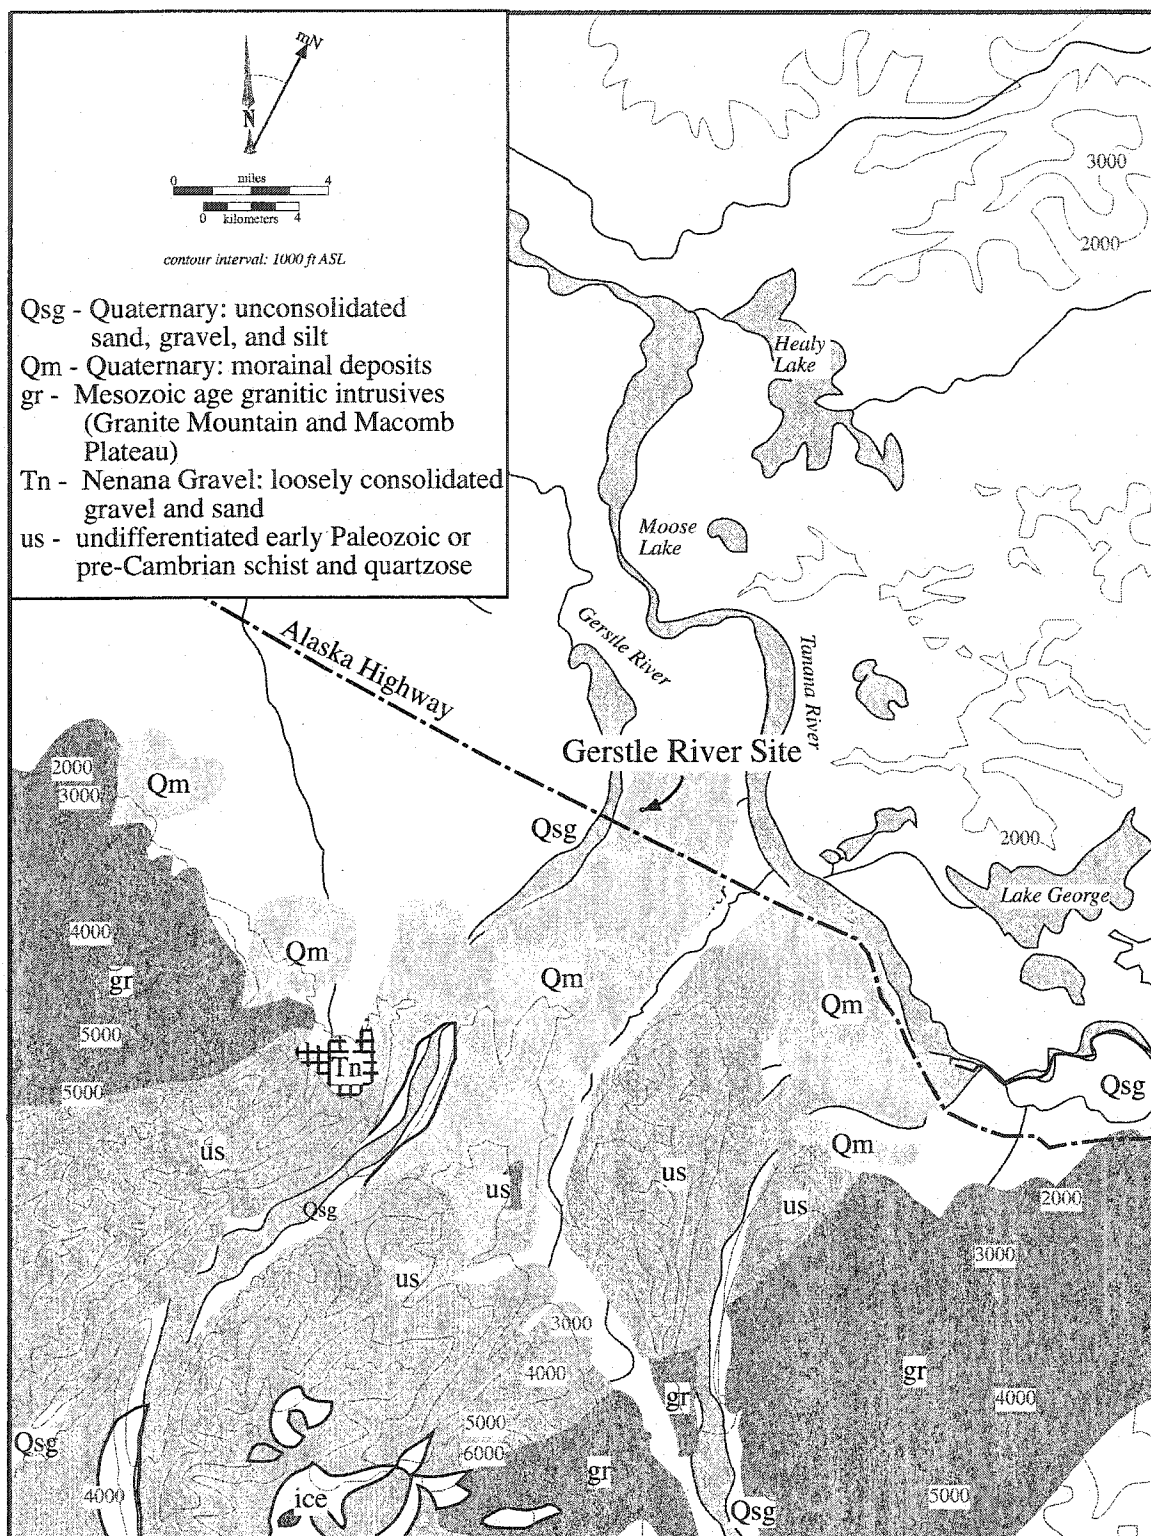 mN
N
0 miles 4
0 kilometers 4
contour interval: 1000 ft ASL
Qsg - Quaternary: unconsolidated
sand, gravel, and silt
Qm - Quaternary: morainal deposits
gr - Mesozoic age granitic intrusives
(Granite Mountain and Macomb
Plateau)
Tn - Nenana Gravel: loosely consolidated
gravel and sand
us - undifferentiated early Paleozoic or
pre-Cambrian schist and quartzose
3000
2000
Healy
Lake
Moose
Lake
Gerstle River
Tanana River
Alaska Highway
Gerstle River Site
2000
3000
Qm
Qsg
2000
Lake George
4000
gr
Qm
Qm
Qm
5000
5000
Tn
Qsg
us
Qm
us
us
us
2000
Qsg
us
3000
3000
4000
gr
gr
4000
5000
6000
Qsg
gr
4000
ice
5000
Qsg